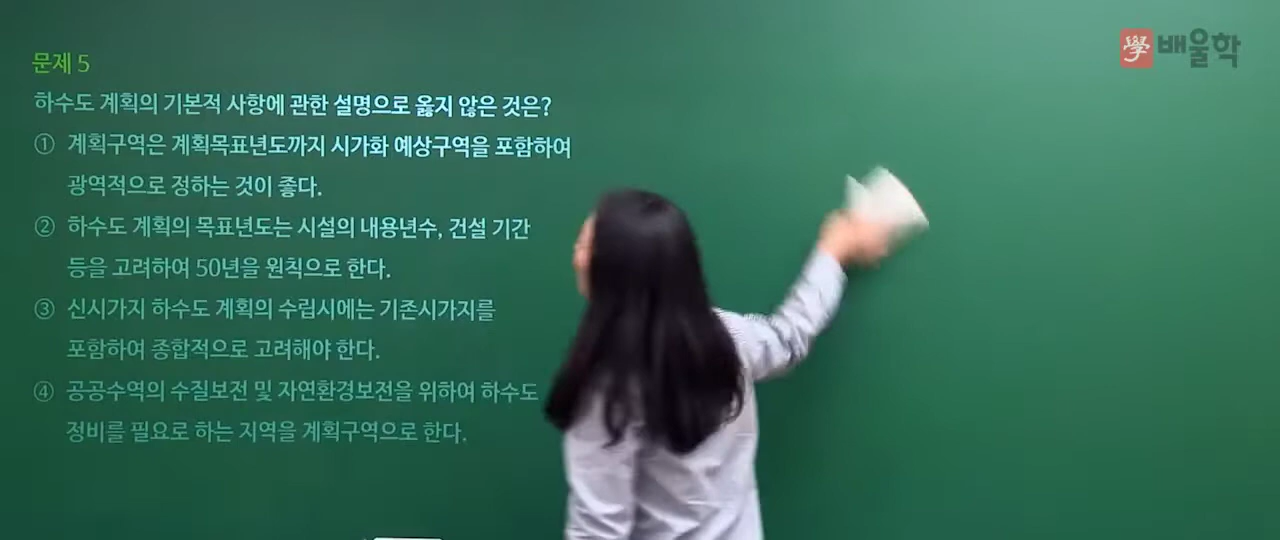 學배울학
문제 5
하수도 계획의 기본적 사항에 관한 설명으로 옳지 않은 것은?
① 계획구역은 계획목표년도까지 시가화 예상구역을 포함하여
광역적으로 정하는 것이 좋다.
② 하수도 계획의 목표년도는 시설의 내용년수, 건설 기간
등을 고려하여 50년을 원칙으로 한다.
③ 신시가지 하수도 계획의 수립시에는 기존시가지를
포함하여 종합적으로 고려해야 한다.
④ 공공수역의 수질보전 및 자연환경보전을 위하여 하수도
정비를 필요로 하는 지역을 계획구역으로 한다.